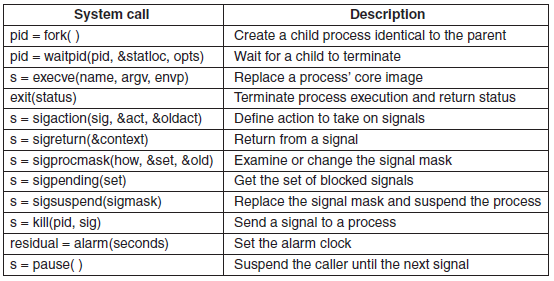 System call Description
pid = fork( ) Create a child process identical to the parent
pid = waitpid(pid, &statloc, opts) Wait for a child to terminate
s = execve(name, argv, envp) Replace a process' core image
exit(status) Terminate process execution and return status
s = sigaction(sig, &act, &oldact) Define action to take on signals
s = sigreturn(&context) Return from a signal
s = sigprocmask(how, &set, &old) Examine or change the signal mask
s = sigpending(set) Get the set of blocked signals
s = sigsuspend(sigmask) Replace the signal mask and suspend the process
s = kill(pid, sig) Send a signal to a process
residual = alarm(seconds) Set the alarm clock
s = pause( ) Suspend the caller until the next signal